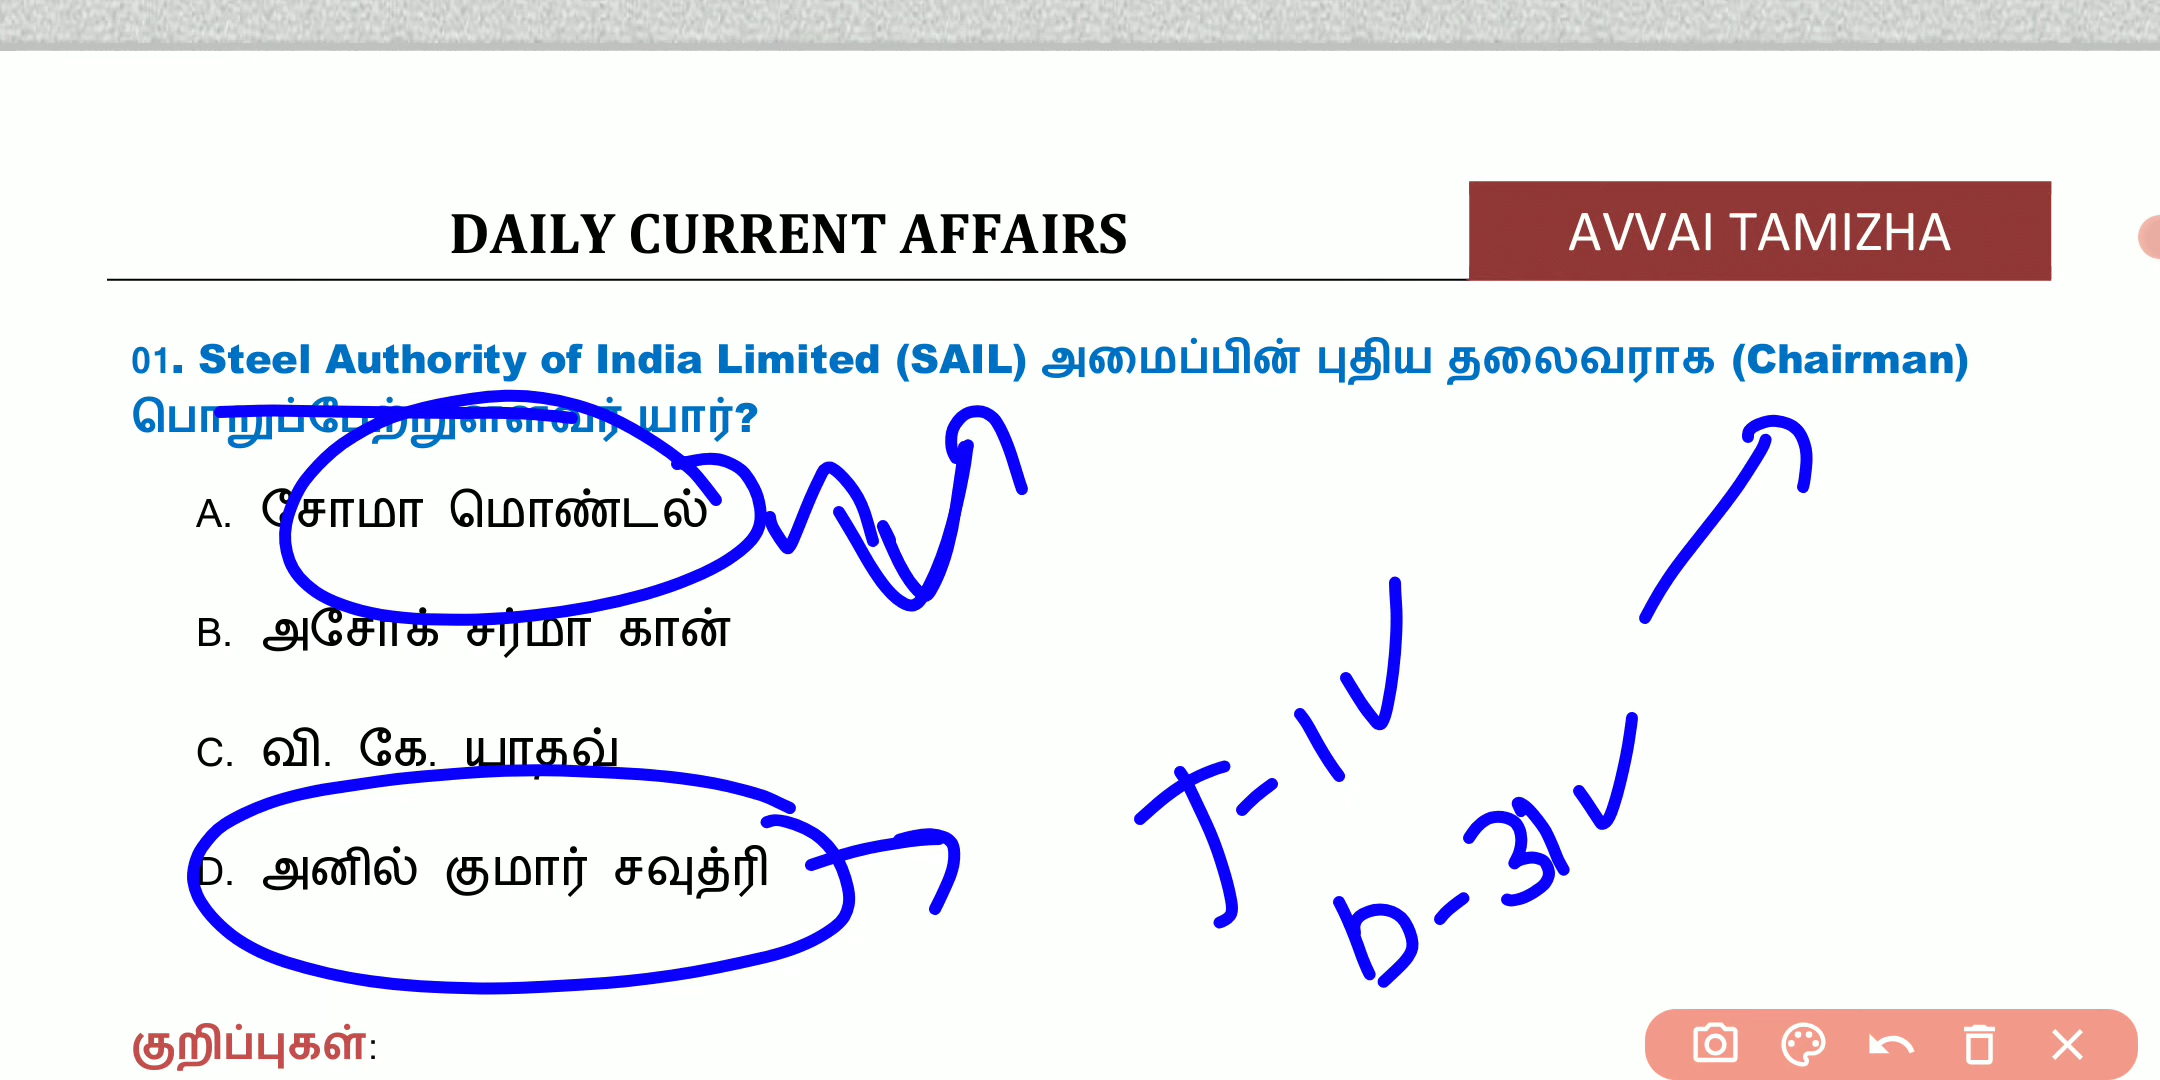 DAILY CURRENT AFFAIRS
AVVAI TAMIZHA
01. Steel Authority of India Limited (SAIL) அமைப்பின் புதிய தலைவராக (Chairman)
பொறுப்பேற்றுள்ளவர் யார்?
A. சோமா மொண்டல்
B. அசோக் சர்மா கான்
C. வி. கே. யாதவ்
D. அனில் குமார் சவுத்ரி
J-1
D-31
குறிப்புகள்: